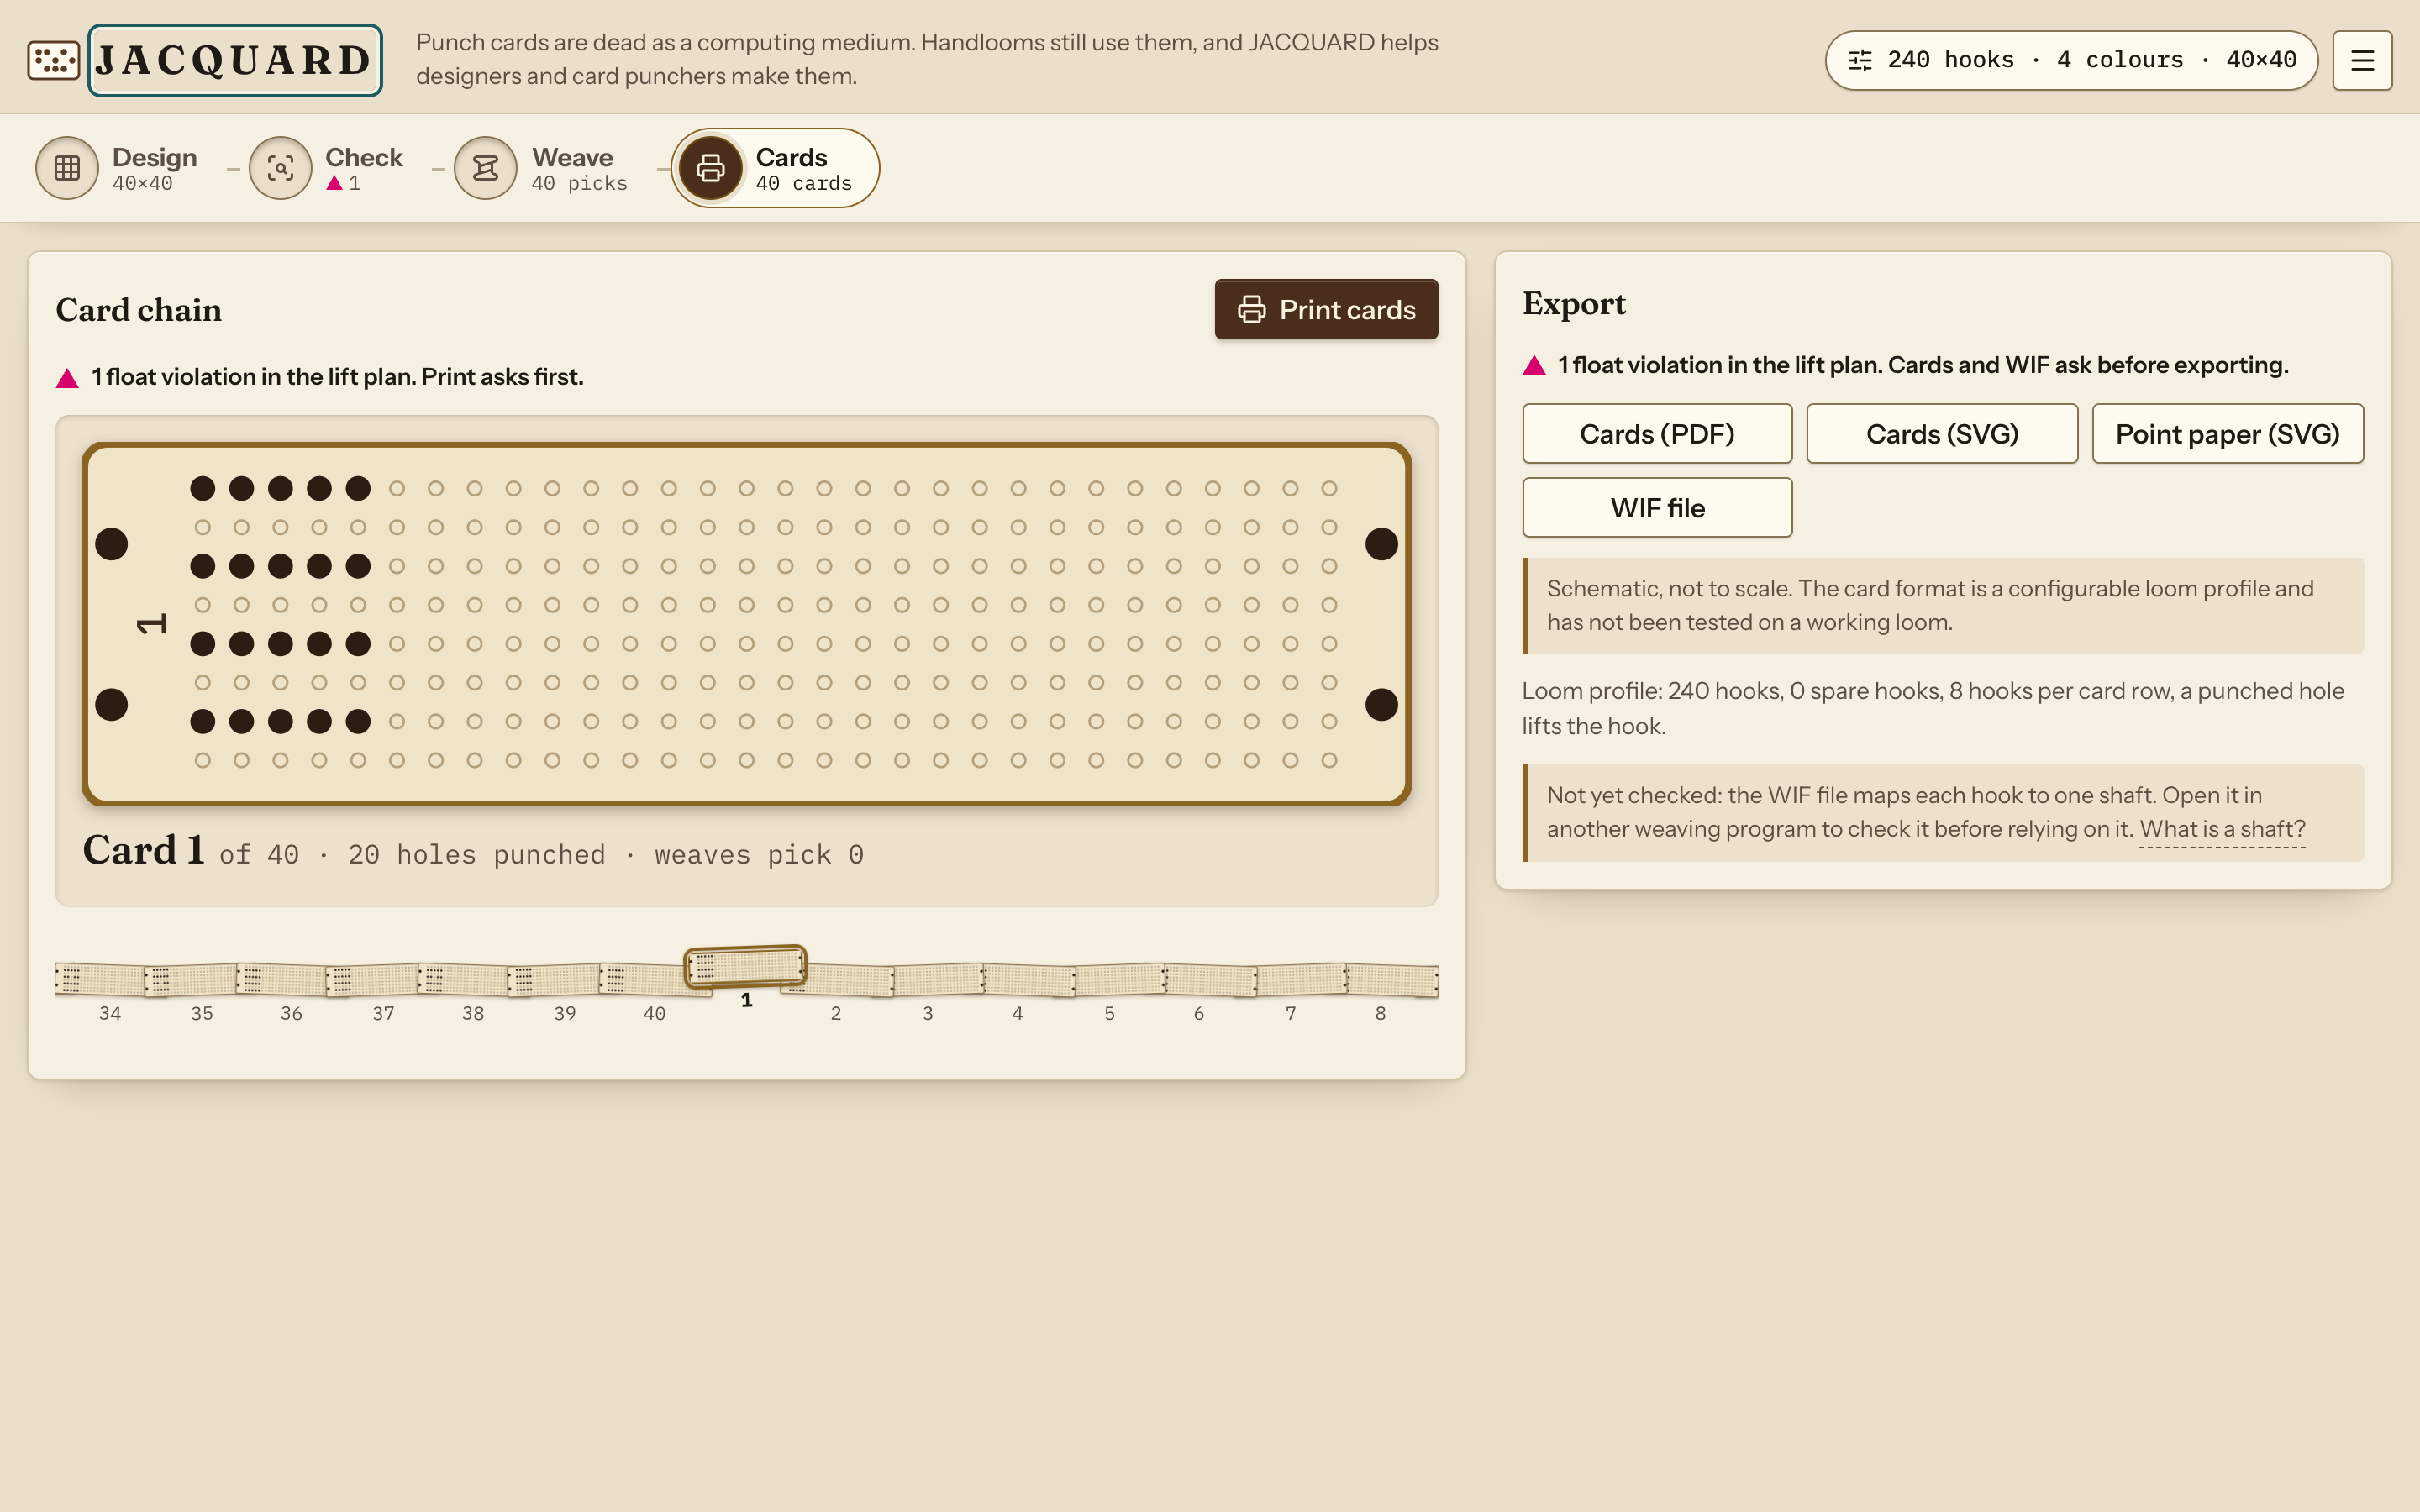 JACQUARD
Punch cards are dead as a computing medium. Handlooms still use them, and JACQUARD helps
designers and card punchers make them.
240 hooks · 4 colours · 40×40
Design
40×40
Check
1
Weave
40 picks
Cards
40 cards
Card chain
Print cards
1 float violation in the lift plan. Print asks first.
1
Card 1 of 40 · 20 holes punched · weaves pick 0
34 35 36 37 38 39 40 1 2 3 4 5 6 7 8
Export
1 float violation in the lift plan. Cards and WIF ask before exporting.
Cards (PDF)
Cards (SVG)
Point paper (SVG)
WIF file
Schematic, not to scale. The card format is a configurable loom profile and
has not been tested on a working loom.
Loom profile: 240 hooks, 0 spare hooks, 8 hooks per card row, a punched hole
lifts the hook.
Not yet checked: the WIF file maps each hook to one shaft. Open it in
another weaving program to check it before relying on it. What is a shaft?